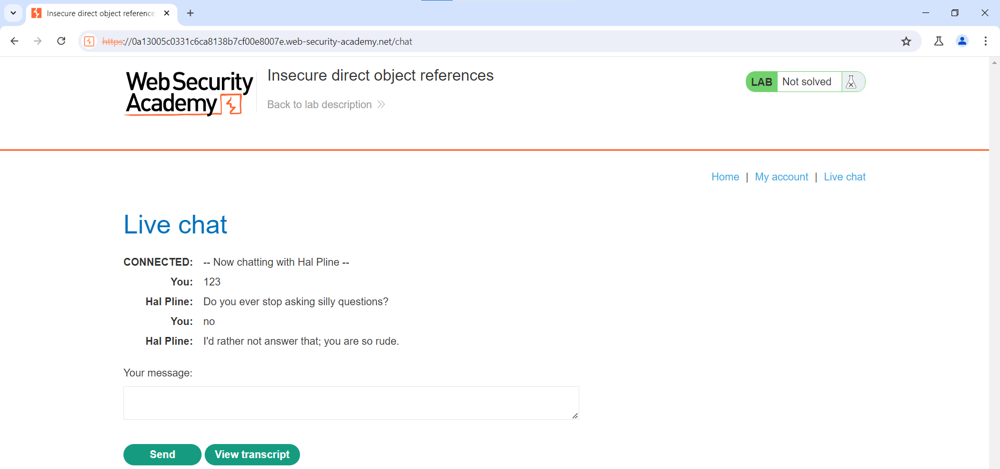 Insecure direct object reference
https://0a13005c0331c6ca8138b7cf00e8007e.web-security-academy.net/chat
Web Security
Academy
Insecure direct object references
Back to lab description
LAB Not solved
Home | My account | Live chat
Live chat
CONNECTED: -- Now chatting with Hal Pline --
You: 123
Hal Pline: Do you ever stop asking silly questions?
You: no
Hal Pline: I'd rather not answer that; you are so rude.
Your message:
Send View transcript